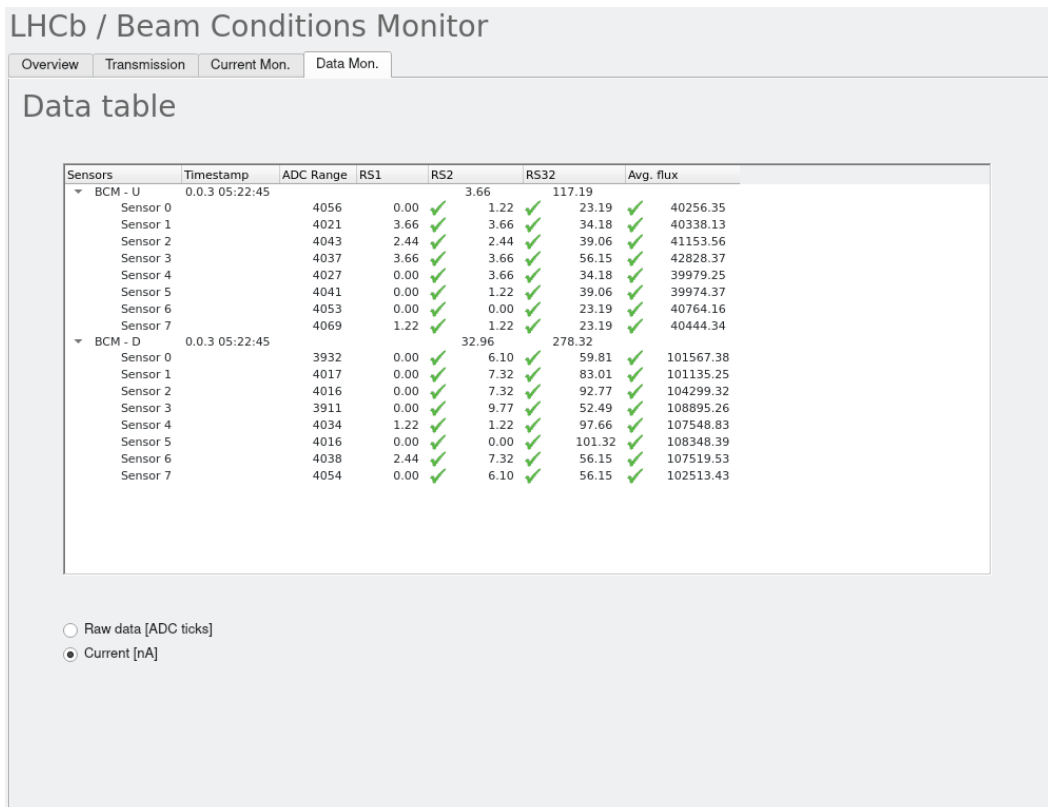 LHCb / Beam Conditions Monitor
Overview Transmission Current Mon. Data Mon.
Data table
Sensors Timestamp ADC Range RS1 RS2 RS32 Avg. flux
BCM - U 0.0.3 05:22:45 3.66 117.19
Sensor 0 4056 0.00 1.22 23.19 40256.35
Sensor 1 4021 3.66 3.66 34.18 40338.13
Sensor 2 4043 2.44 2.44 39.06 41153.56
Sensor 3 4037 3.66 3.66 56.15 42828.37
Sensor 4 4027 0.00 3.66 34.18 39979.25
Sensor 5 4041 0.00 1.22 39.06 39974.37
Sensor 6 4053 0.00 0.00 23.19 40764.16
Sensor 7 4069 1.22 1.22 23.19 40444.34
BCM - D 0.0.3 05:22:45 32.96 278.32
Sensor 0 3932 0.00 6.10 59.81 101567.38
Sensor 1 4017 0.00 7.32 83.01 101135.25
Sensor 2 4016 0.00 7.32 92.77 104299.32
Sensor 3 3911 0.00 9.77 52.49 108895.26
Sensor 4 4034 1.22 1.22 97.66 107548.83
Sensor 5 4016 0.00 0.00 101.32 108348.39
Sensor 6 4038 2.44 7.32 56.15 107519.53
Sensor 7 4054 0.00 6.10 56.15 102513.43
Raw data [ADC ticks]
Current [nA]